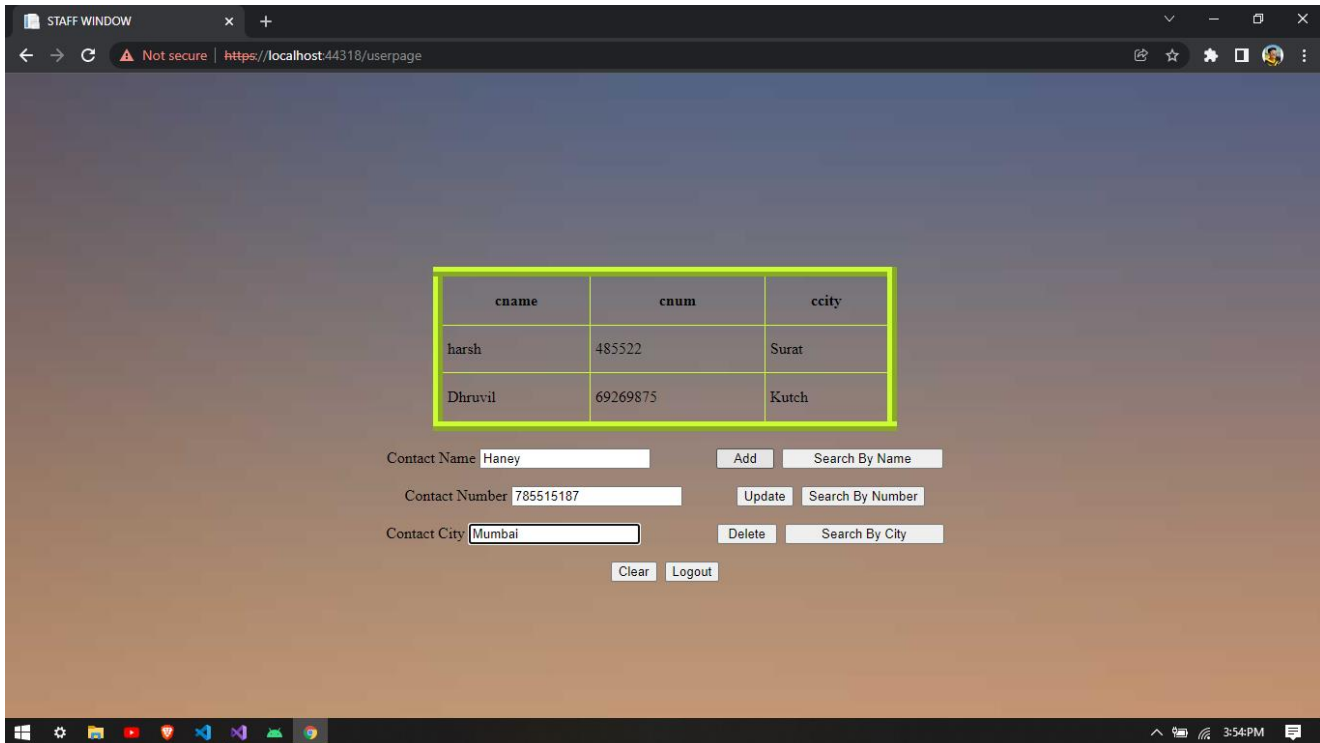 STAFF WINDOW
Not secure | https://localhost:44318/userpage
cname cnum ccity
harsh 485522 Surat
Dhruvil 69269875 Kutch
Contact Name Haney Add Search By Name
Contact Number 785515187 Update Search By Number
Contact City Mumbai Delete Search By City
Clear Logout
3:54:PM